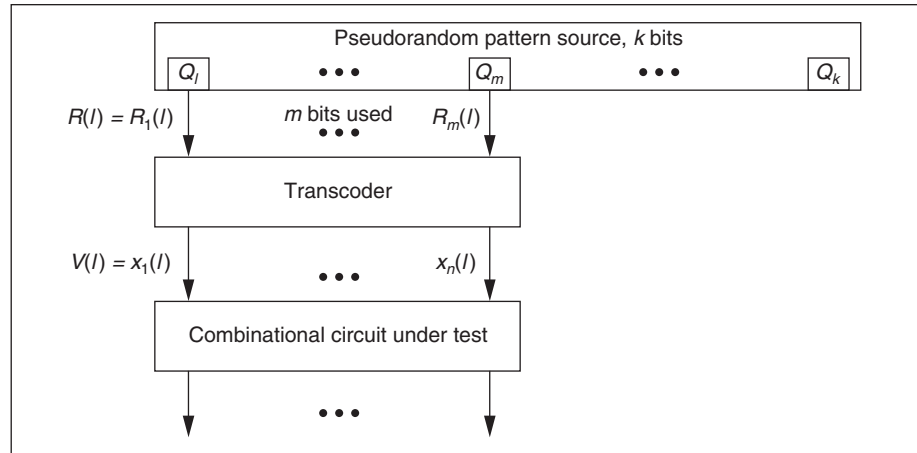 Pseudorandom pattern source, k bits
Q_l Q_m Q_k
R(l) = R_1(l) m bits used R_m(l)
Transcoder
V(l) = x_1(l) x_n(l)
Combinational circuit under test